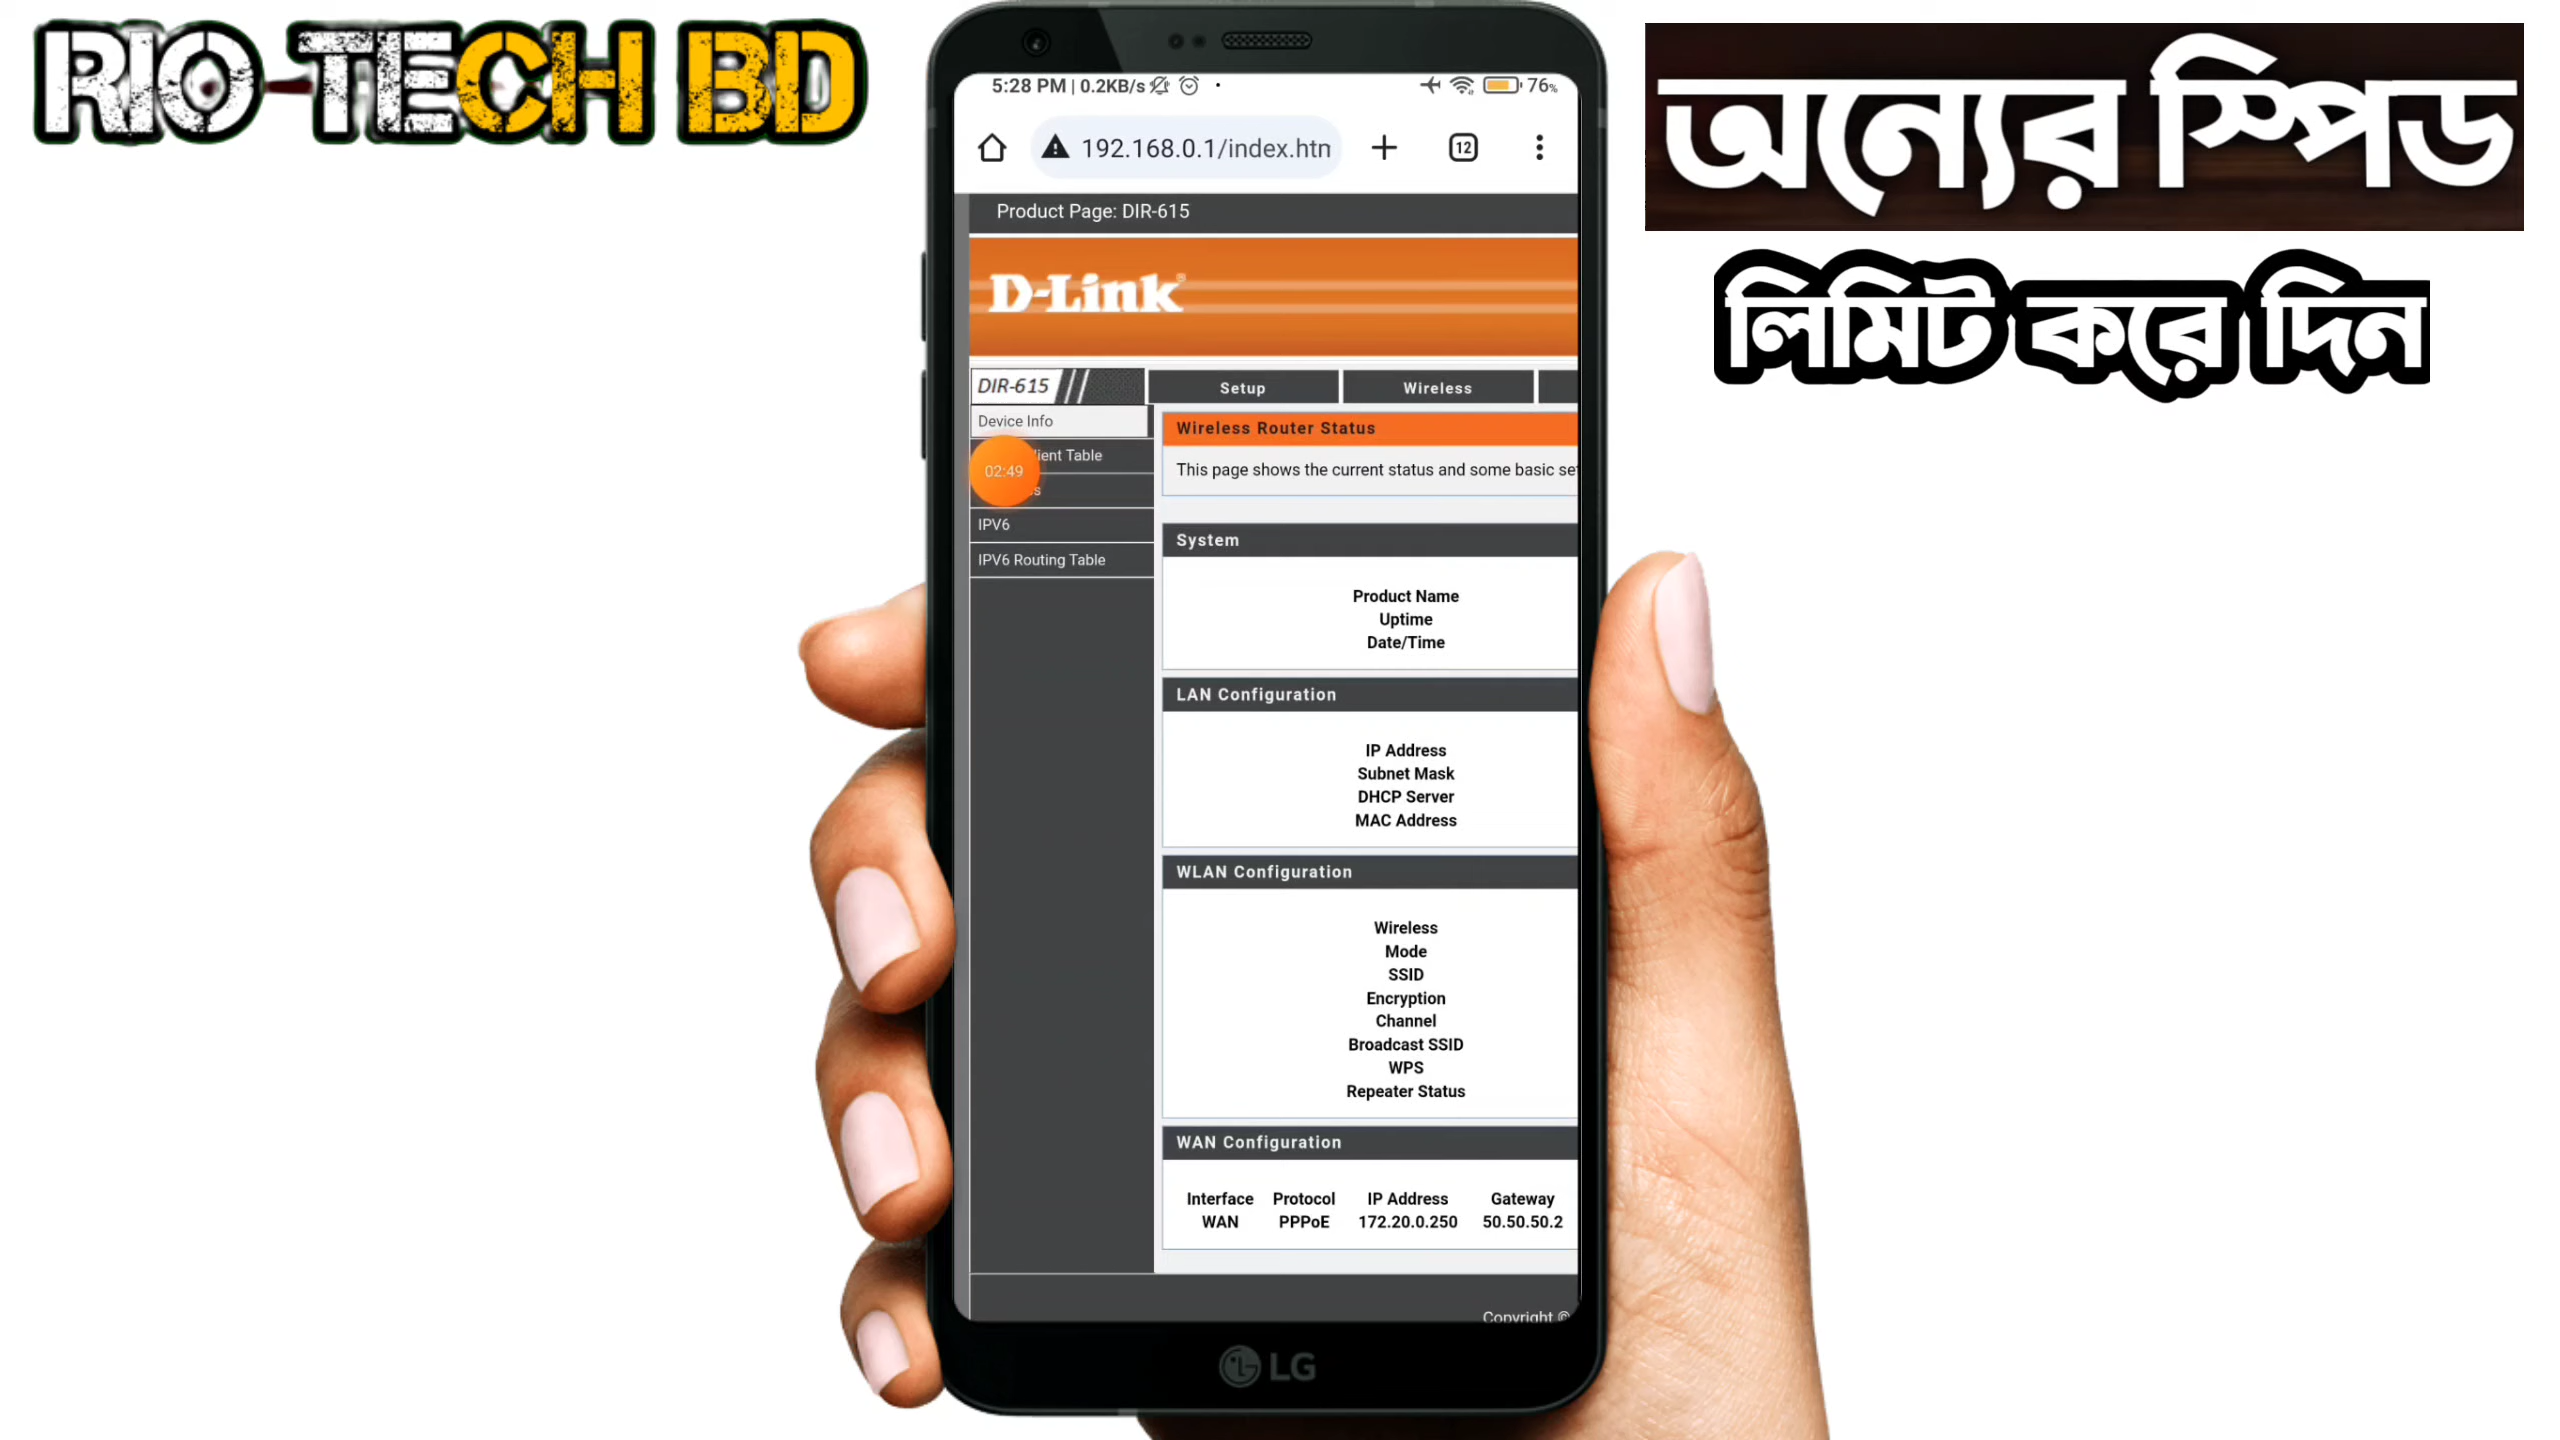 RIO-TECH BD
অন্যের স্পিড
লিমিট করে দিন
5:28 PM | 0.2KB/s
76%
192.168.0.1/index.htn
12
Product Page: DIR-615
D-Link
DIR-615
Setup
Wireless
Device Info
ient Table
02:49
s
IPV6
IPV6 Routing Table
Wireless Router Status
This page shows the current status and some basic se
System
Product Name
Uptime
Date/Time
LAN Configuration
IP Address
Subnet Mask
DHCP Server
MAC Address
WLAN Configuration
Wireless
Mode
SSID
Encryption
Channel
Broadcast SSID
WPS
Repeater Status
WAN Configuration
Interface Protocol IP Address Gateway
WAN PPPoE 172.20.0.250 50.50.50.2
Copyright ©
LG